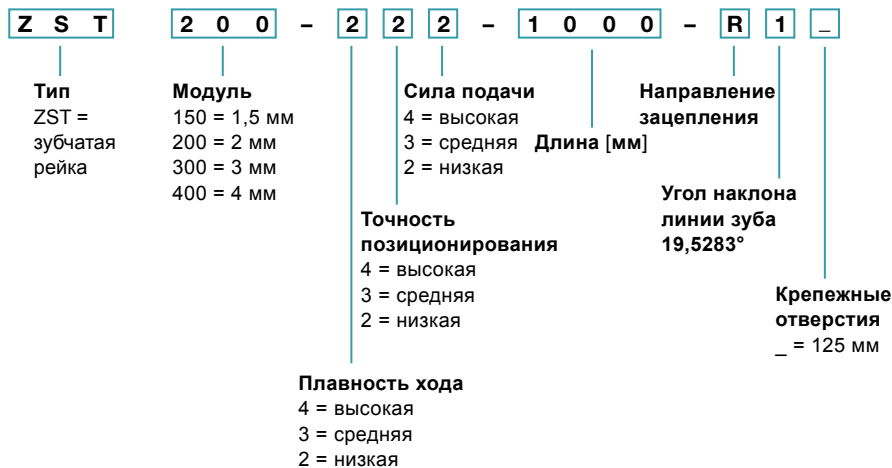 Z S T 2 0 0 – 2 2 2 – 1 0 0 0 – R 1 _
Тип
ZST =
зубчатая
рейка
Модуль
150 = 1,5 мм
200 = 2 мм
300 = 3 мм
400 = 4 мм
Сила подачи
4 = высокая
3 = средняя
2 = низкая
Длина [мм]
Направление
зацепления
Точность
позиционирования
4 = высокая
3 = средняя
2 = низкая
Угол наклона
линии зуба
19,5283°
Крепежные
отверстия
_ = 125 мм
Плавность хода
4 = высокая
3 = средняя
2 = низкая